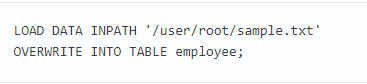 LOAD DATA INPATH '/user/root/sample.txt'
OVERWRITE INTO TABLE employee;